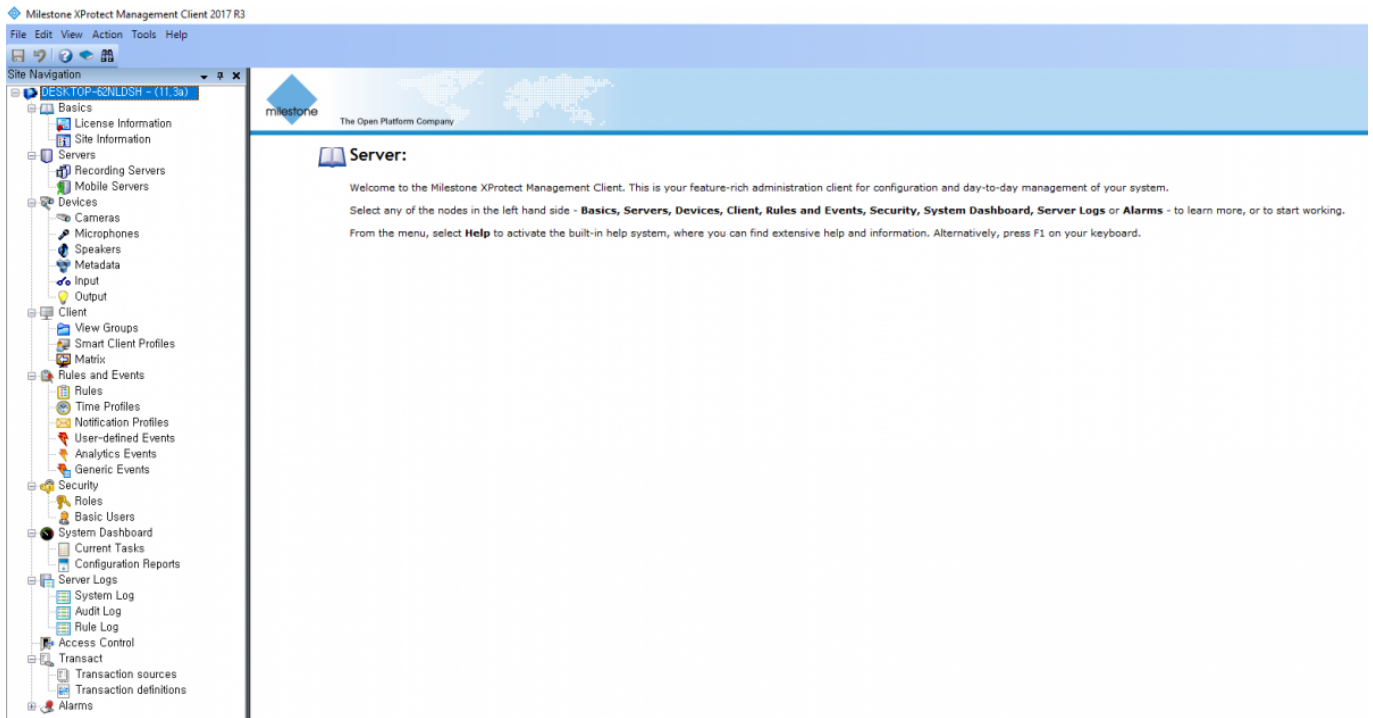 Milestone XProtect Management Client 2017 R3
File Edit View Action Tools Help
Site Navigation
DESKTOP-62NLDSH - (11.3a)
Basics
License Information
Site Information
Servers
Recording Servers
Mobile Servers
Devices
Cameras
Microphones
Speakers
Metadata
Input
Output
Client
View Groups
Smart Client Profiles
Matrix
Rules and Events
Rules
Time Profiles
Notification Profiles
User-defined Events
Analytics Events
Generic Events
Security
Roles
Basic Users
System Dashboard
Current Tasks
Configuration Reports
Server Logs
System Log
Audit Log
Rule Log
Access Control
Transact
Transaction sources
Transaction definitions
Alarms
milestone
The Open Platform Company
Server:
Welcome to the Milestone XProtect Management Client. This is your feature-rich administration client for configuration and day-to-day management of your system.
Select any of the nodes in the left hand side - Basics, Servers, Devices, Client, Rules and Events, Security, System Dashboard, Server Logs or Alarms - to learn more, or to start working.
From the menu, select Help to activate the built-in help system, where you can find extensive help and information. Alternatively, press F1 on your keyboard.